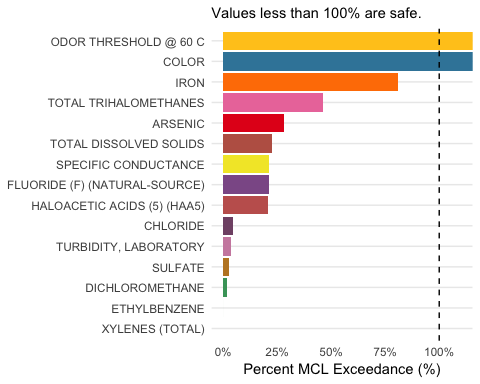 Values less than 100% are safe.
ODOR THRESHOLD @ 60 C
COLOR
IRON
TOTAL TRIHALOMETHANES
ARSENIC
TOTAL DISSOLVED SOLIDS
SPECIFIC CONDUCTANCE
FLUORIDE (F) (NATURAL-SOURCE)
HALOACETIC ACIDS (5) (HAA5)
CHLORIDE
TURBIDITY, LABORATORY
SULFATE
DICHLOROMETHANE
ETHYLBENZENE
XYLENES (TOTAL)
0% 25% 50% 75% 100%
Percent MCL Exceedance (%)